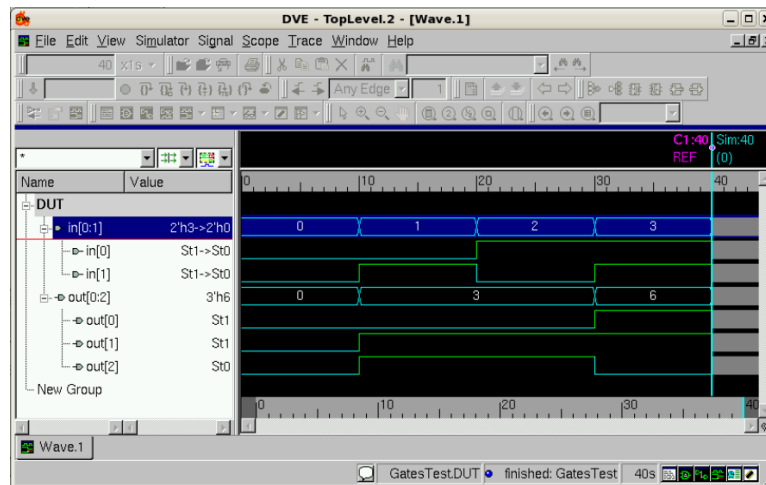 DVE - TopLevel.2 - [Wave.1]
File Edit View Simulator Signal Scope Trace Window Help
40 x1s
Any Edge 1
C1:40 Sim:40
REF (0)
*
Name Value 0 10 20 30 40
DUT
in[0:1] 2'h3->2'h0 0 1 2 3
in[0] St1->St0
in[1] St1->St0
out[0:2] 3'h6 0 3 6
out[0] St1
out[1] St1
out[2] St0
New Group
0 10 20 30 40
Wave.1
GatesTest.DUT finished: GatesTest 40s